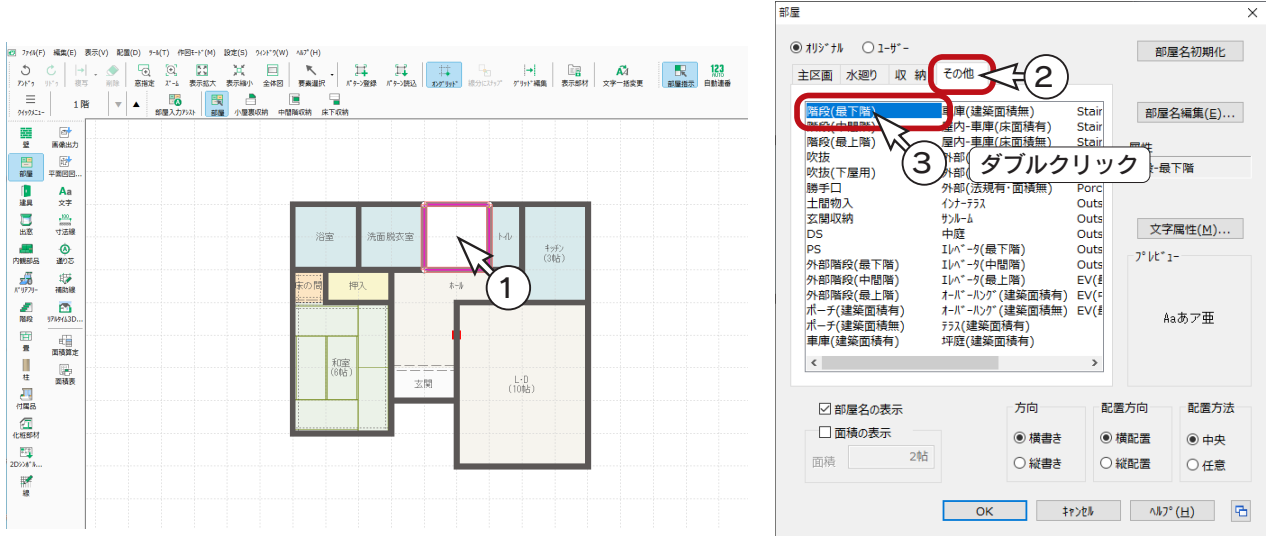 ﾌｧｲﾙ(F) 編集(E) 表示(V) 配置(D) ﾂｰﾙ(T) 作図ﾓｰﾄﾞ(M) 設定(S) ｳｨﾝﾄﾞｳ(W) ﾍﾙﾌﾟ(H)
ｱﾝﾄﾞｩ ﾘﾄﾞｩ 複写 削除 窓指定 ｽﾞｰﾑ 表示拡大 表示縮小 全体図 要素選択 ﾊﾟﾀｰﾝ登録 ﾊﾟﾀｰﾝ読込 ｵﾝｸﾞﾘｯﾄﾞ 線分にｽﾅｯﾌﾟ ｸﾞﾘｯﾄﾞ編集 表示部材 文字一括変更 部屋指示 自動連番
ｸｲｯｸﾒﾆｭｰ 1 階 部屋入力ｱｼｽﾄ 部屋 小屋裏収納 中間階収納 床下収納
壁 画像出力
部屋 平面図図...
建具 文字
出窓 寸法線
内観部品 通り芯
ﾊﾞﾘｱﾌﾘｰ 補助線
階段 ﾘｱﾙﾀｲﾑ3D...
畳 面積算定
柱 面積表
付属品
化粧部材
2Dｼﾝﾎﾞﾙ...
線
浴室 洗面脱衣室 ﾄｲﾚ ｷｯﾁﾝ
(3帖)
床の間 押入 ﾎｰﾙ
1
和室
(6帖)
玄関
L･D
(10帖)
部屋
ｵﾘｼﾞﾅﾙ ﾕｰｻﾞｰ
部屋名初期化
主区画 水廻り 収 納 その他
2
階段(最下階) 車庫(建築面積無) Stair
階段(中間階) 屋内-車庫(床面積有) Stair
階段(最上階) 屋内-車庫(床面積無) Stair
吹抜 外部(
吹抜(下屋用) 外部(
勝手口 外部(法規有･面積無) Porc
土間物入 ｲﾝﾅｰﾃﾗｽ Outs
玄関収納 ｻﾝﾙｰﾑ Outs
DS 中庭 Outs
PS ｴﾚﾍﾞｰﾀ(最下階) Outs
外部階段(最下階) ｴﾚﾍﾞｰﾀ(中間階) Outs
外部階段(中間階) ｴﾚﾍﾞｰﾀ(最上階) EV(
外部階段(最上階) ｵｰﾊﾞｰﾊﾝｸﾞ(建築面積有) EV(
ﾎﾟｰﾁ(建築面積有) ｵｰﾊﾞｰﾊﾝｸﾞ(建築面積無) EV(
ﾎﾟｰﾁ(建築面積無) ﾃﾗｽ(建築面積有)
車庫(建築面積有) 坪庭(建築面積有)
3
ダブルクリック
部屋名編集(E)...
属性
段-最下階
文字属性(M)...
ﾌﾟﾚﾋﾞｭｰ
Aaあア亜
部屋名の表示
面積の表示
面積 2帖
方向
横書き
縦書き
配置方向
横配置
縦配置
配置方法
中央
任意
OK ｷｬﾝｾﾙ ﾍﾙﾌﾟ(H)